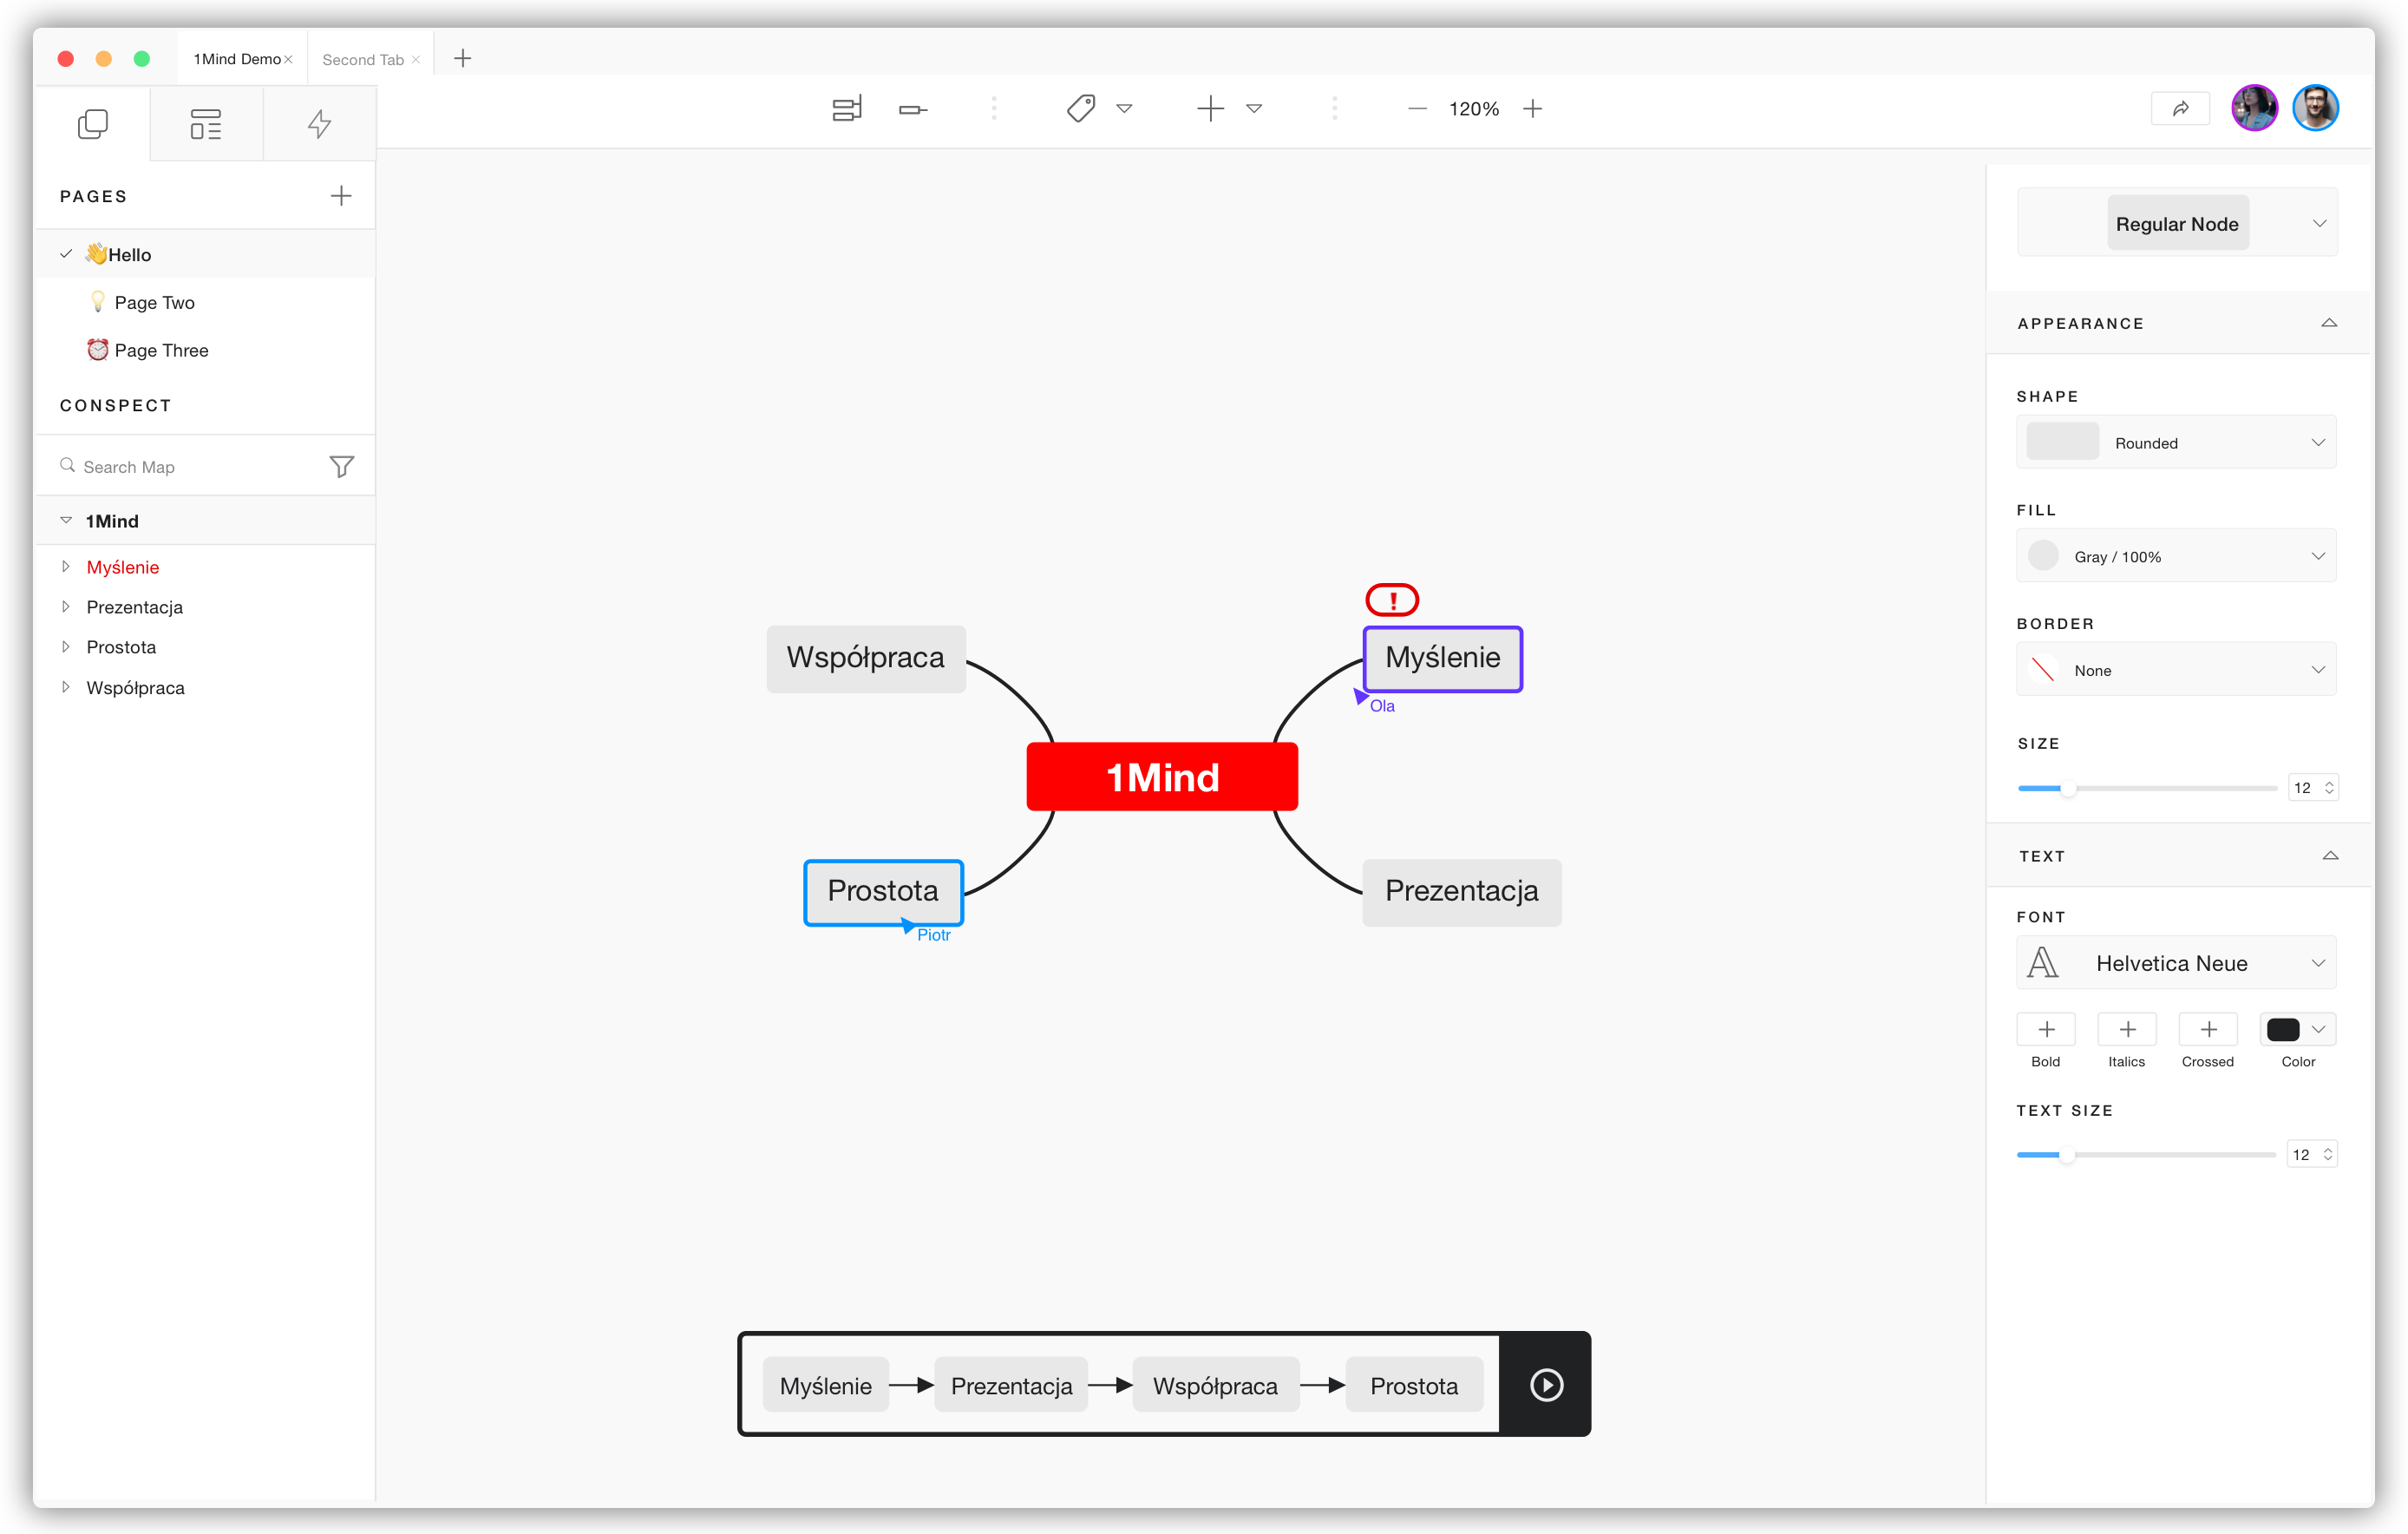 1Mind Demo
Second Tab
120%
PAGES
👋Hello
💡 Page Two
⏰ Page Three
CONSPECT
Search Map
1Mind
Myślenie
Prezentacja
Prostota
Współpraca
!
Współpraca
Myślenie
Ola
1Mind
Prostota
Piotr
Prezentacja
Myślenie
Prezentacja
Współpraca
Prostota
Regular Node
APPEARANCE
SHAPE
Rounded
FILL
Gray / 100%
BORDER
None
SIZE
12
TEXT
FONT
A Helvetica Neue
Bold
Italics
Crossed
Color
TEXT SIZE
12